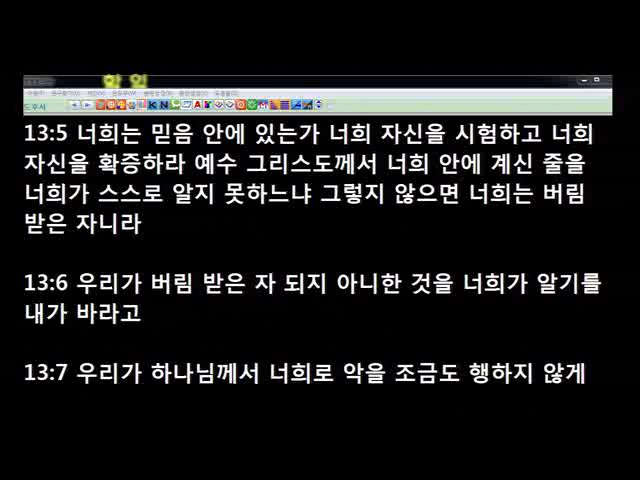 드후서
13:5 너희는 믿음 안에 있는가 너희 자신을 시험하고 너희
자신을 확증하라 예수 그리스도께서 너희 안에 계신 줄을
너희가 스스로 알지 못하느냐 그렇지 않으면 너희는 버림
받은 자니라
13:6 우리가 버림 받은 자 되지 아니한 것을 너희가 알기를
내가 바라고
13:7 우리가 하나님께서 너희로 악을 조금도 행하지 않게